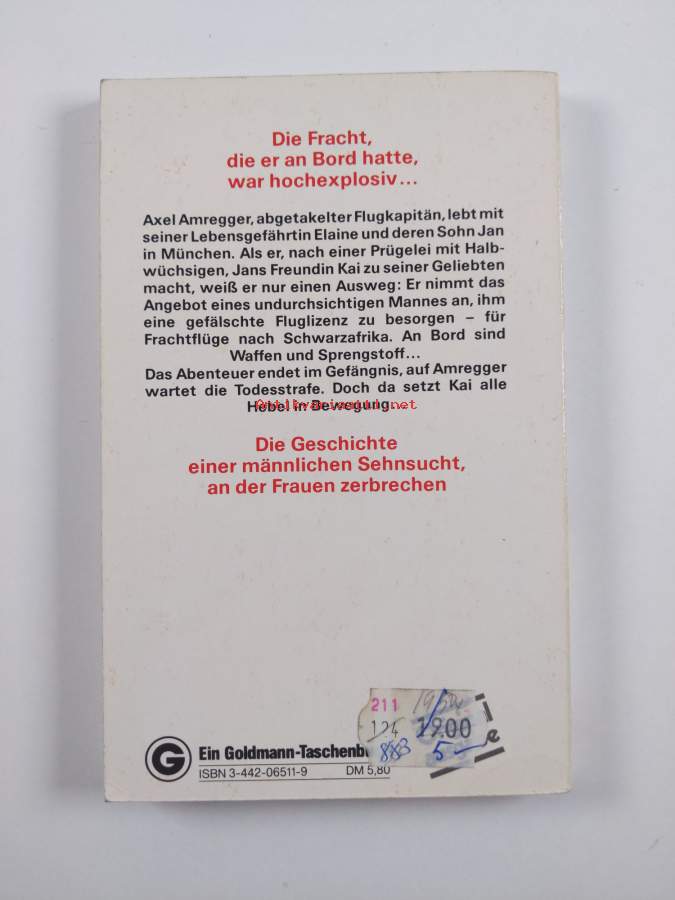 Die Fracht,
die er an Bord hatte,
war hochexplosiv...
Axel Amregger, abgetakelter Flugkapitän, lebt mit
seiner Lebensgefährtin Elaine und deren Sohn Jan
in München. Als er, nach einer Prügelei mit Halb-
wüchsigen, Jans Freundin Kai zu seiner Geliebten
macht, weiß er nur einen Ausweg: Er nimmt das
Angebot eines undurchsichtigen Mannes an, ihm
eine gefälschte Fluglizenz zu besorgen – für
Frachtflüge nach Schwarzafrika. An Bord sind
Waffen und Sprengstoff...
Das Abenteuer endet im Gefängnis, auf Amregger
wartet die Todesstrafe. Doch da setzt Kai alle
Hebel in Bewegung.
Die Geschichte
einer männlichen Sehnsucht,
an der Frauen zerbrechen
211
124 19.00
883 5
G Ein Goldmann-Taschenb
ISBN 3-442-06511-9 DM 5,80